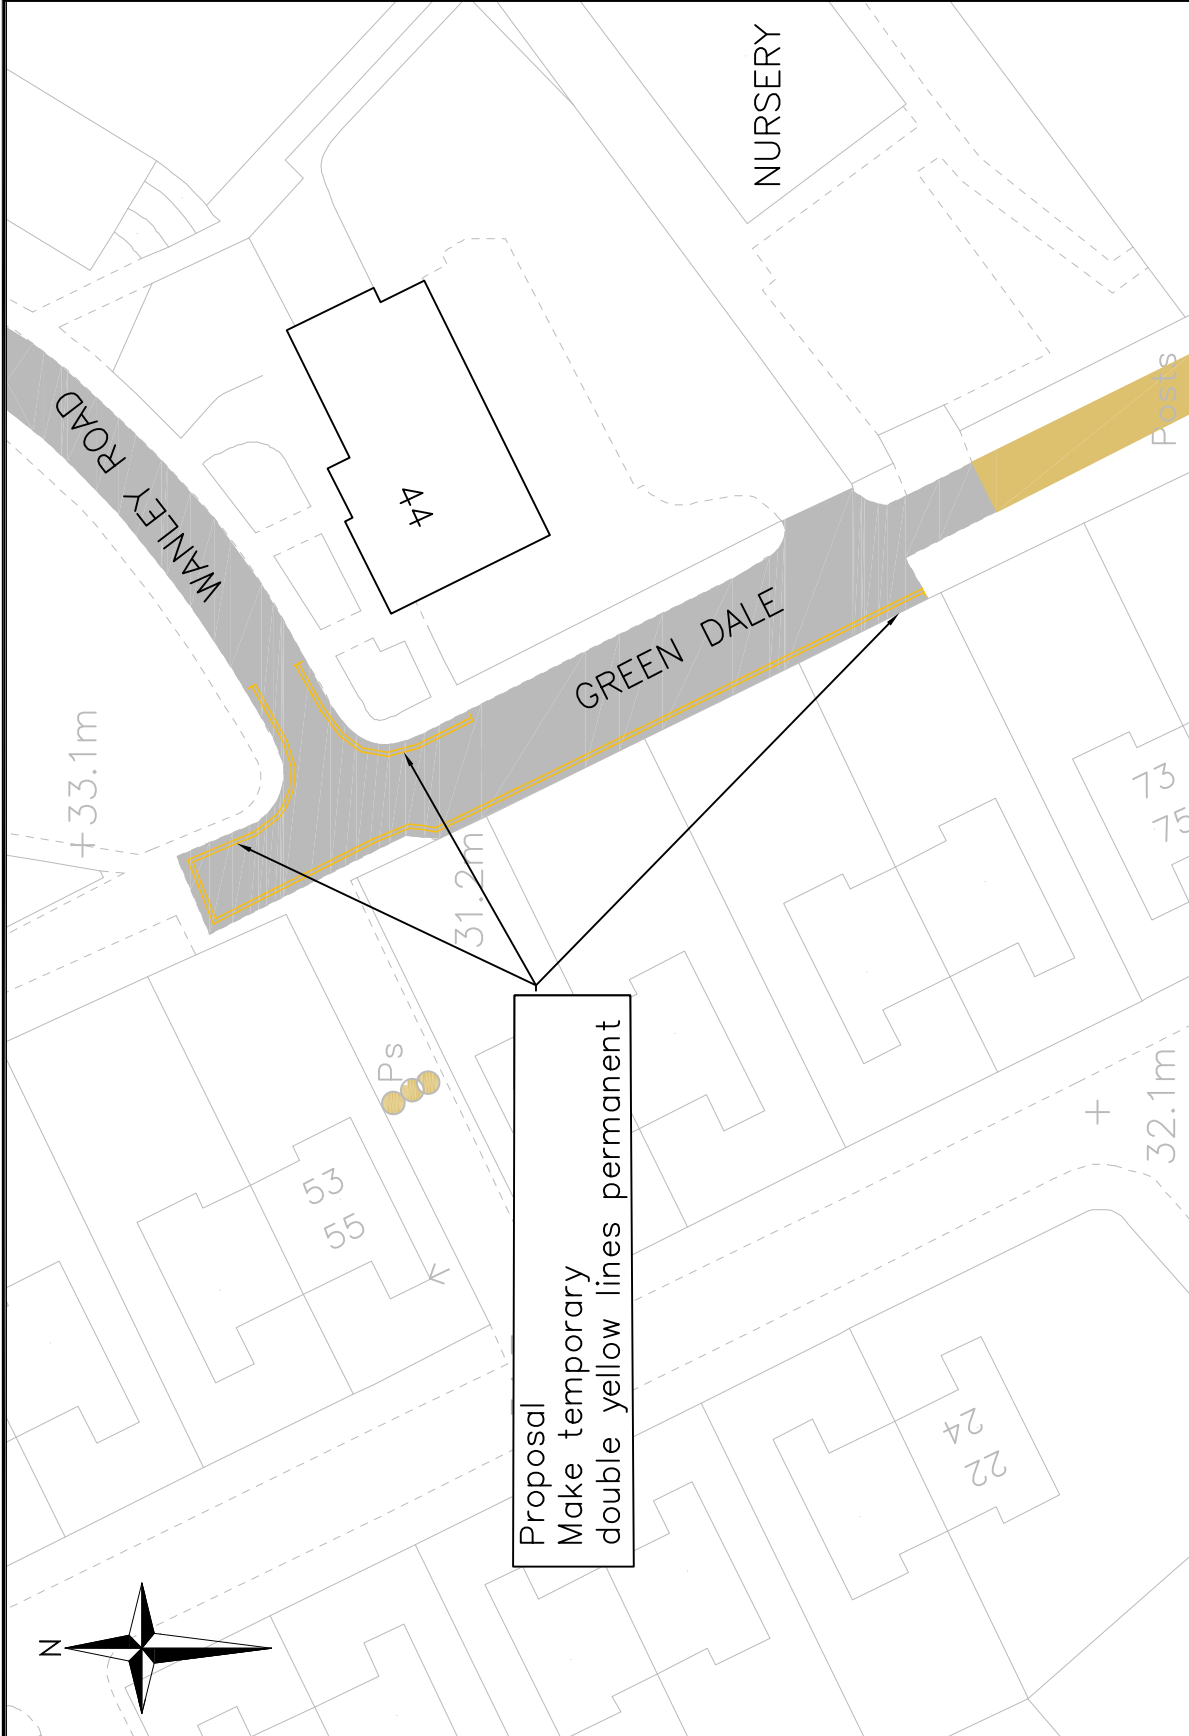 N
WANLEY ROAD
NURSERY
44
GREEN DALE
Posts
+33.1m
31.2m
Ps
53
55
73
75
Proposal
Make temporary
double yellow lines permanent
32.1m
24
22